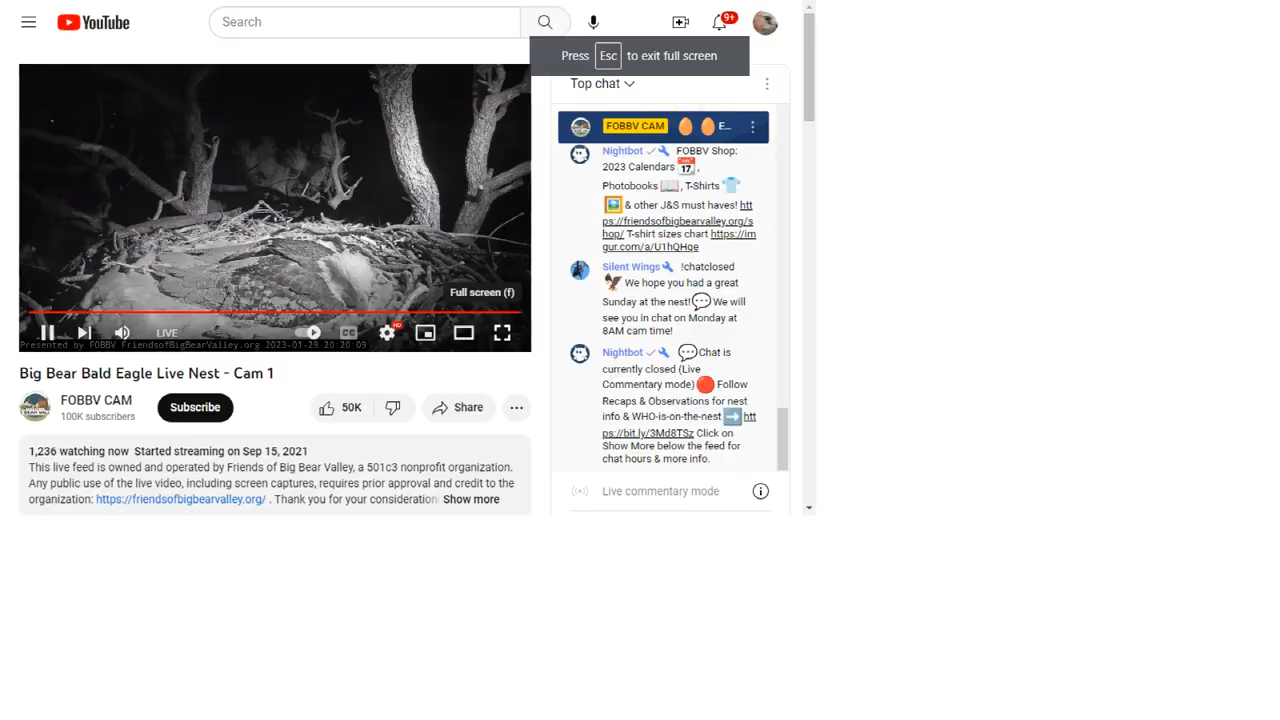 YouTube
Search
9+
Press Esc to exit full screen
Top chat
FOBBV CAM E...
Nightbot FOBBV Shop:
2023 Calendars ,
Photobooks , T-Shirts
& other J&S must haves! htt
ps://friendsofbigbearvalley.org/s
hop/ T-shirt sizes chart https://im
gur.com/a/U1hQHqe
Silent Wings !chatclosed
We hope you had a great
Sunday at the nest! We will
see you in chat on Monday at
8AM cam time!
Nightbot Chat is
currently closed (Live
Commentary mode) Follow
Recaps & Observations for nest
info & WHO-is-on-the-nest htt
ps://bit.ly/3Md8TSz Click on
Show More below the feed for
chat hours & more info.
Live commentary mode
Full screen (f)
LIVE
CC
HD
Presented by FOBBV FriendsofBigBearValley.org 2023-01-29 20:20:09
Big Bear Bald Eagle Live Nest - Cam 1
FOBBV CAM
100K subscribers
Subscribe
50K
Share
1,236 watching now Started streaming on Sep 15, 2021
This live feed is owned and operated by Friends of Big Bear Valley, a 501c3 nonprofit organization.
Any public use of the live video, including screen captures, requires prior approval and credit to the
organization: https://friendsofbigbearvalley.org/ . Thank you for your consideration Show more